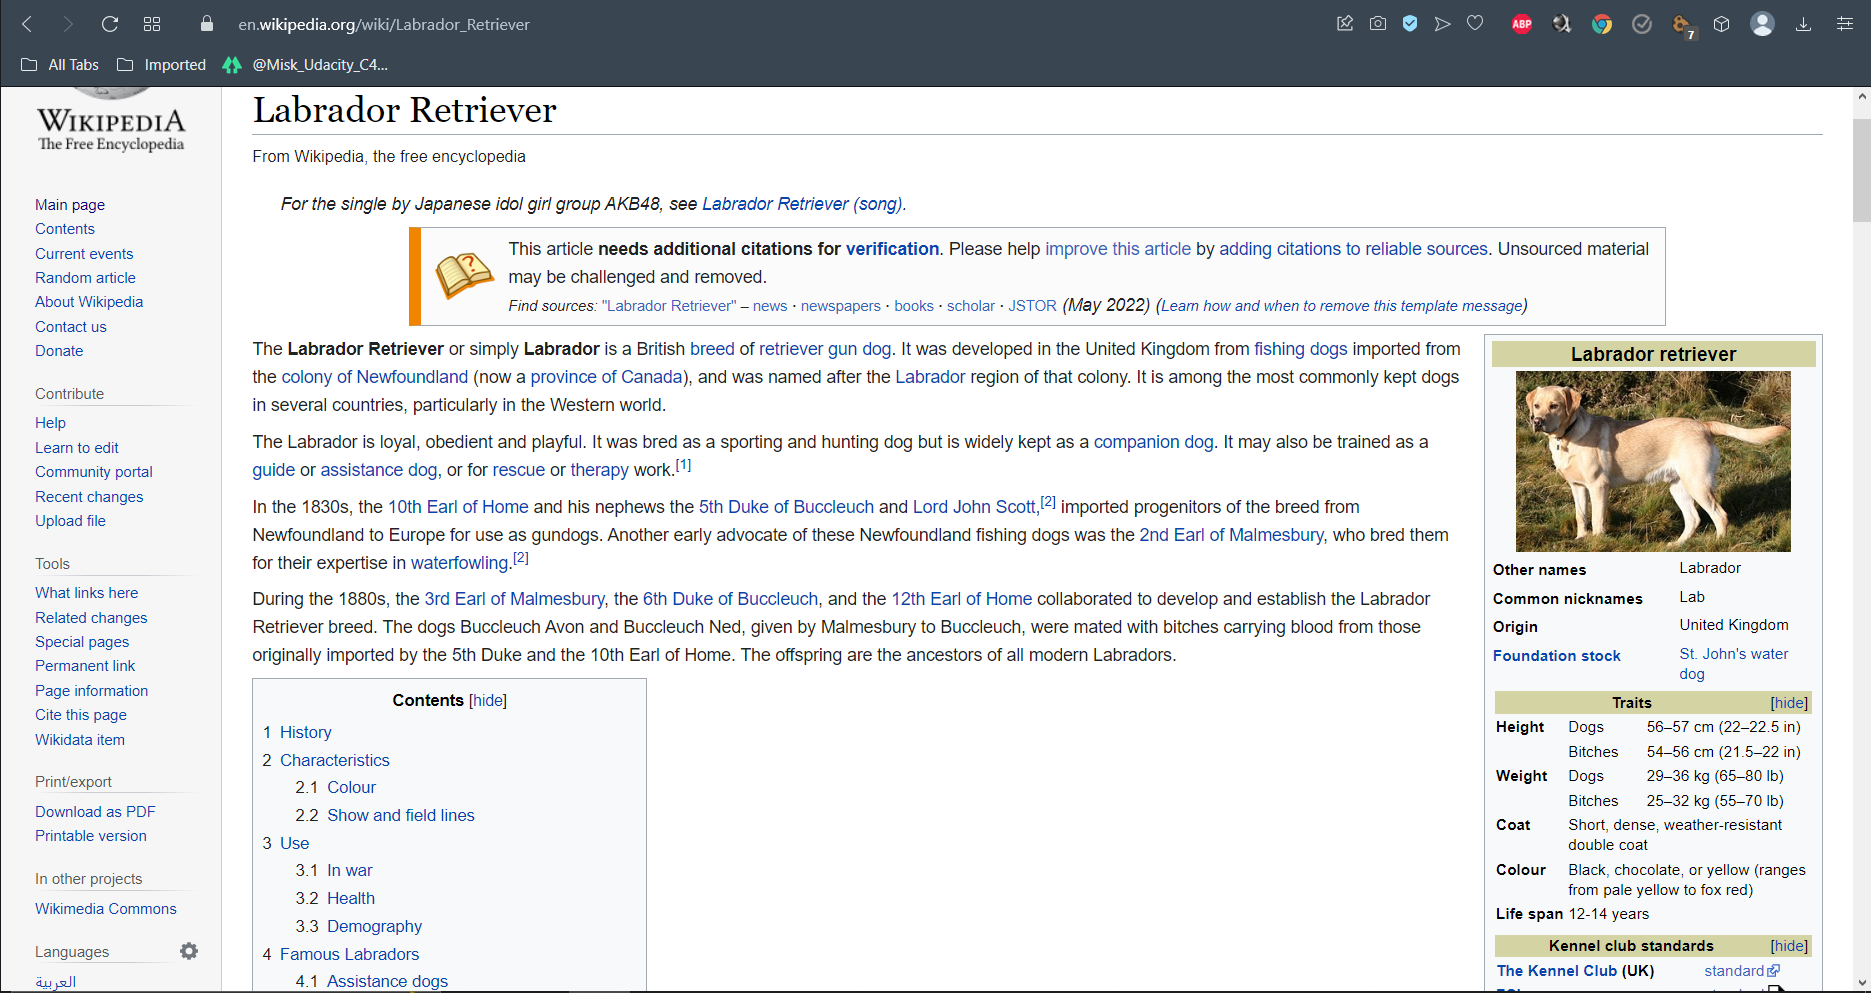 en.wikipedia.org/wiki/Labrador_Retriever
ABP
7
All Tabs
Imported
@Misk_Udacity_C4...
WIKIPEDIA
The Free Encyclopedia
Main page
Contents
Current events
Random article
About Wikipedia
Contact us
Donate
Contribute
Help
Learn to edit
Community portal
Recent changes
Upload file
Tools
What links here
Related changes
Special pages
Permanent link
Page information
Cite this page
Wikidata item
Print/export
Download as PDF
Printable version
In other projects
Wikimedia Commons
Languages
العربية
Labrador Retriever
From Wikipedia, the free encyclopedia
For the single by Japanese idol girl group AKB48, see Labrador Retriever (song).
This article needs additional citations for verification. Please help improve this article by adding citations to reliable sources. Unsourced material
may be challenged and removed.
Find sources: "Labrador Retriever" – news · newspapers · books · scholar · JSTOR (May 2022) (Learn how and when to remove this template message)
The Labrador Retriever or simply Labrador is a British breed of retriever gun dog. It was developed in the United Kingdom from fishing dogs imported from
the colony of Newfoundland (now a province of Canada), and was named after the Labrador region of that colony. It is among the most commonly kept dogs
in several countries, particularly in the Western world.
The Labrador is loyal, obedient and playful. It was bred as a sporting and hunting dog but is widely kept as a companion dog. It may also be trained as a
guide or assistance dog, or for rescue or therapy work.[1]
In the 1830s, the 10th Earl of Home and his nephews the 5th Duke of Buccleuch and Lord John Scott,[2] imported progenitors of the breed from
Newfoundland to Europe for use as gundogs. Another early advocate of these Newfoundland fishing dogs was the 2nd Earl of Malmesbury, who bred them
for their expertise in waterfowling.[2]
During the 1880s, the 3rd Earl of Malmesbury, the 6th Duke of Buccleuch, and the 12th Earl of Home collaborated to develop and establish the Labrador
Retriever breed. The dogs Buccleuch Avon and Buccleuch Ned, given by Malmesbury to Buccleuch, were mated with bitches carrying blood from those
originally imported by the 5th Duke and the 10th Earl of Home. The offspring are the ancestors of all modern Labradors.
Contents [hide]
1 History
2 Characteristics
2.1 Colour
2.2 Show and field lines
3 Use
3.1 In war
3.2 Health
3.3 Demography
4 Famous Labradors
4.1 Assistance dogs
Labrador retriever
Other names Labrador
Common nicknames Lab
Origin United Kingdom
Foundation stock St. John's water
dog
Traits [hide]
Height Dogs 56–57 cm (22–22.5 in)
Bitches 54–56 cm (21.5–22 in)
Weight Dogs 29–36 kg (65–80 lb)
Bitches 25–32 kg (55–70 lb)
Coat Short, dense, weather-resistant
double coat
Colour Black, chocolate, or yellow (ranges
from pale yellow to fox red)
Life span 12-14 years
Kennel club standards [hide]
The Kennel Club (UK) standard